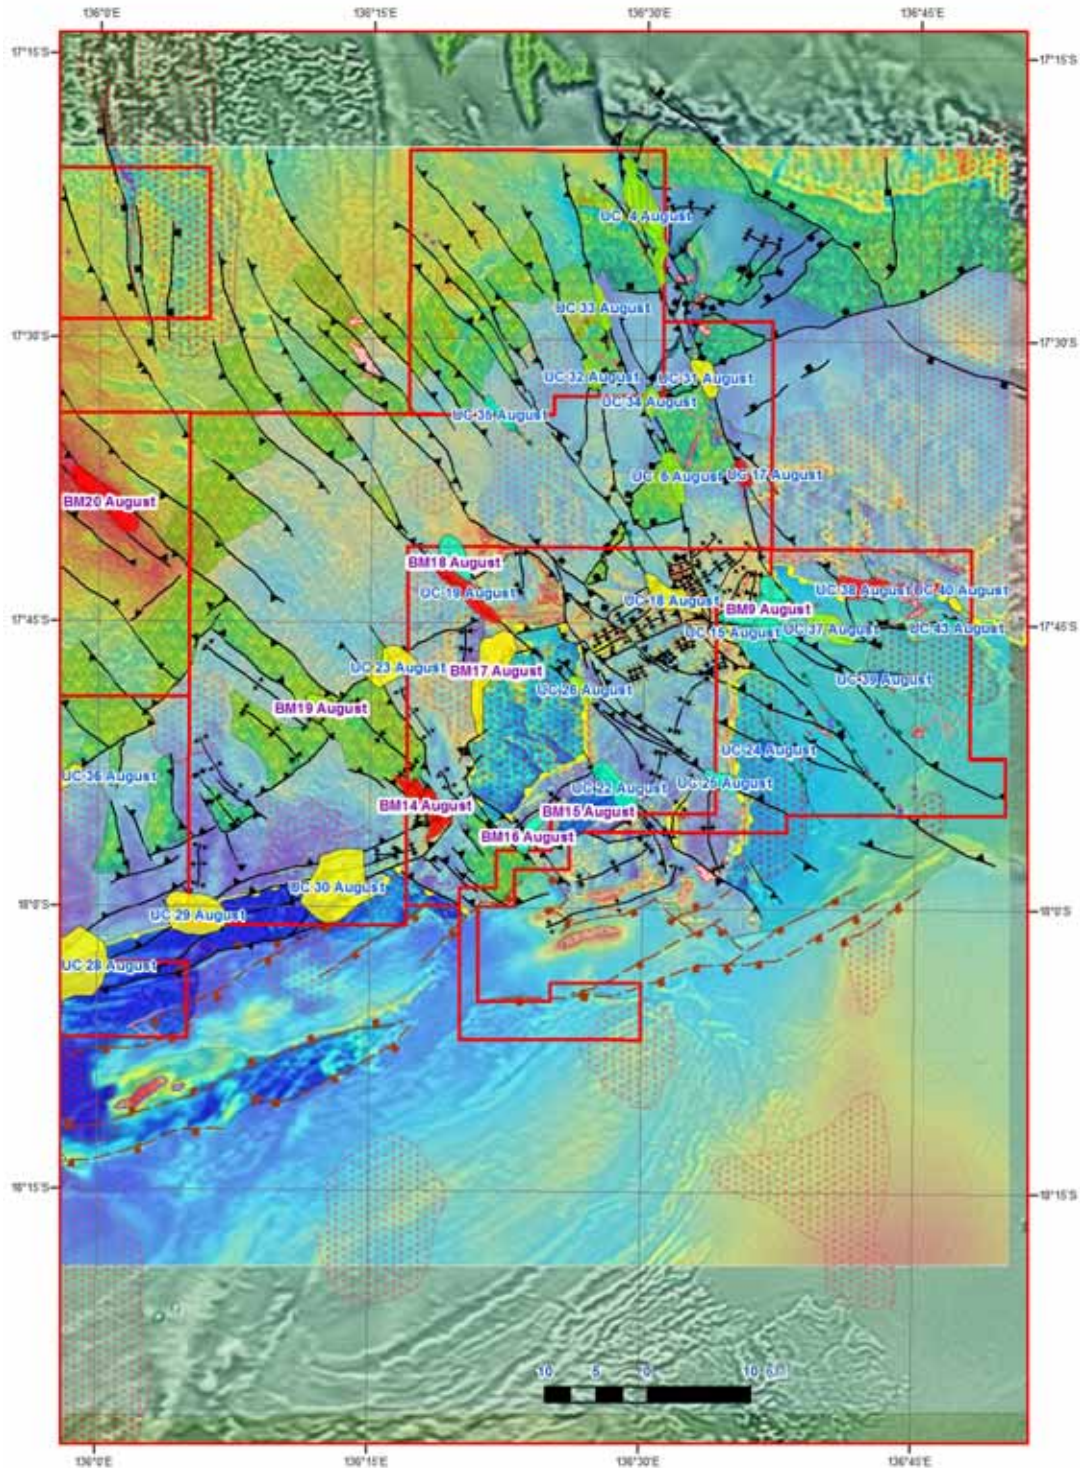 136°0'E
136°15'E
136°30'E
136°45'E
17°15'S
17°15'S
UC 4 August
UC 33 August
17°30'S
17°30'S
UC 32 August
UC 31 August
UC 34 August
UC 35 August
UC 6 August
UC 17 August
BM20 August
BM18 August
UC 19 August
UC 18 August
UC 38 August
UC 40 August
BM9 August
17°45'S
17°45'S
UC 15 August
UC 37 August
UC 43 August
UC 23 August
BM17 August
UC 26 August
UC 39 August
BM19 August
UC 24 August
UC 36 August
UC 22 August
UC 25 August
BM14 August
BM15 August
BM16 August
UC 30 August
18°0'S
18°0'S
UC 29 August
UC 28 August
18°15'S
18°15'S
10 5 0 10
136°0'E
136°15'E
136°30'E
136°45'E